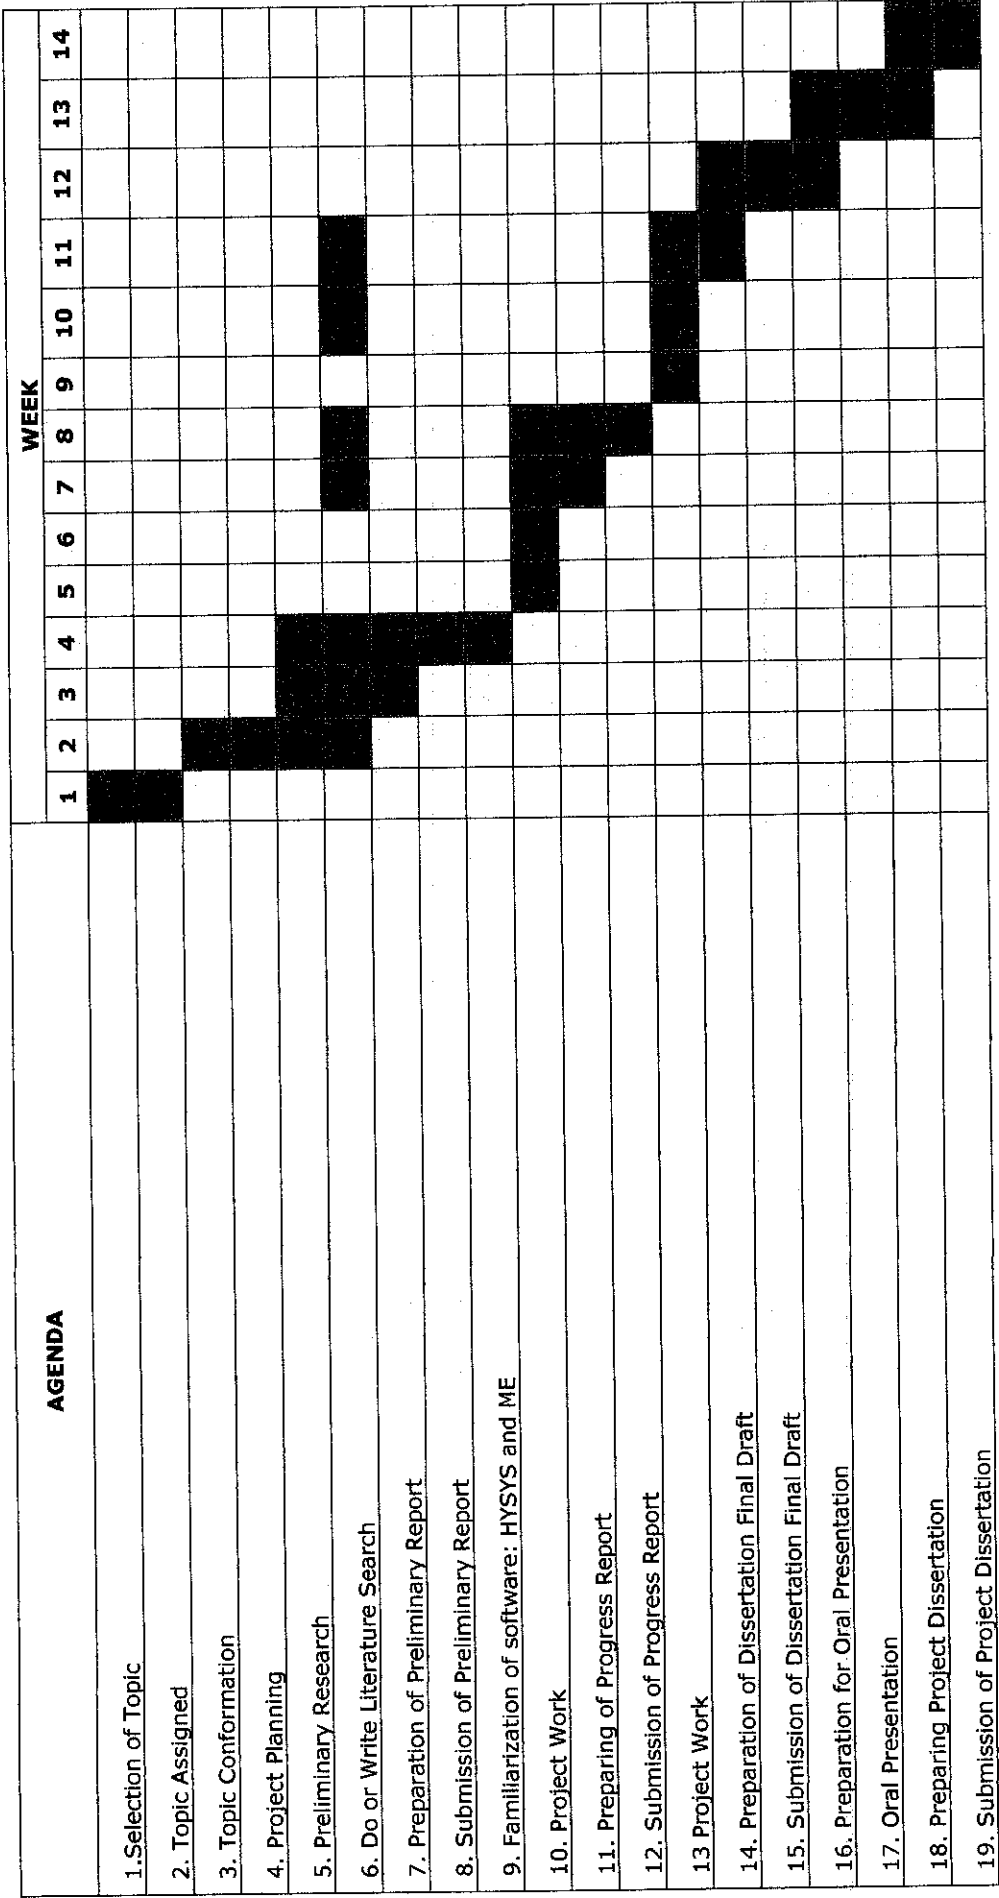 AGENDA
WEEK
1 2 3 4 5 6 7 8 9 10 11 12 13 14
1.Selection of Topic
2. Topic Assigned
3. Topic Conformation
4. Project Planning
5. Preliminary Research
6. Do or Write Literature Search
7. Preparation of Preliminary Report
8. Submission of Preliminary Report
9. Familiarization of software: HYSYS and ME
10. Project Work
11. Preparing of Progress Report
12. Submission of Progress Report
13 Project Work
14. Preparation of Dissertation Final Draft
15. Submission of Dissertation Final Draft
16. Preparation for Oral Presentation
17. Oral Presentation
18. Preparing Project Dissertation
19. Submission of Project Dissertation